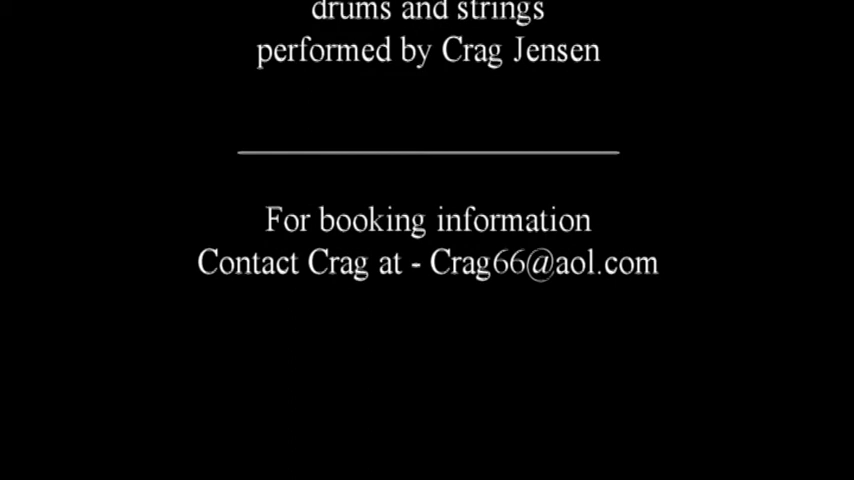 drums and strings
performed by Crag Jensen
For booking information
Contact Crag at - Crag66@aol.com